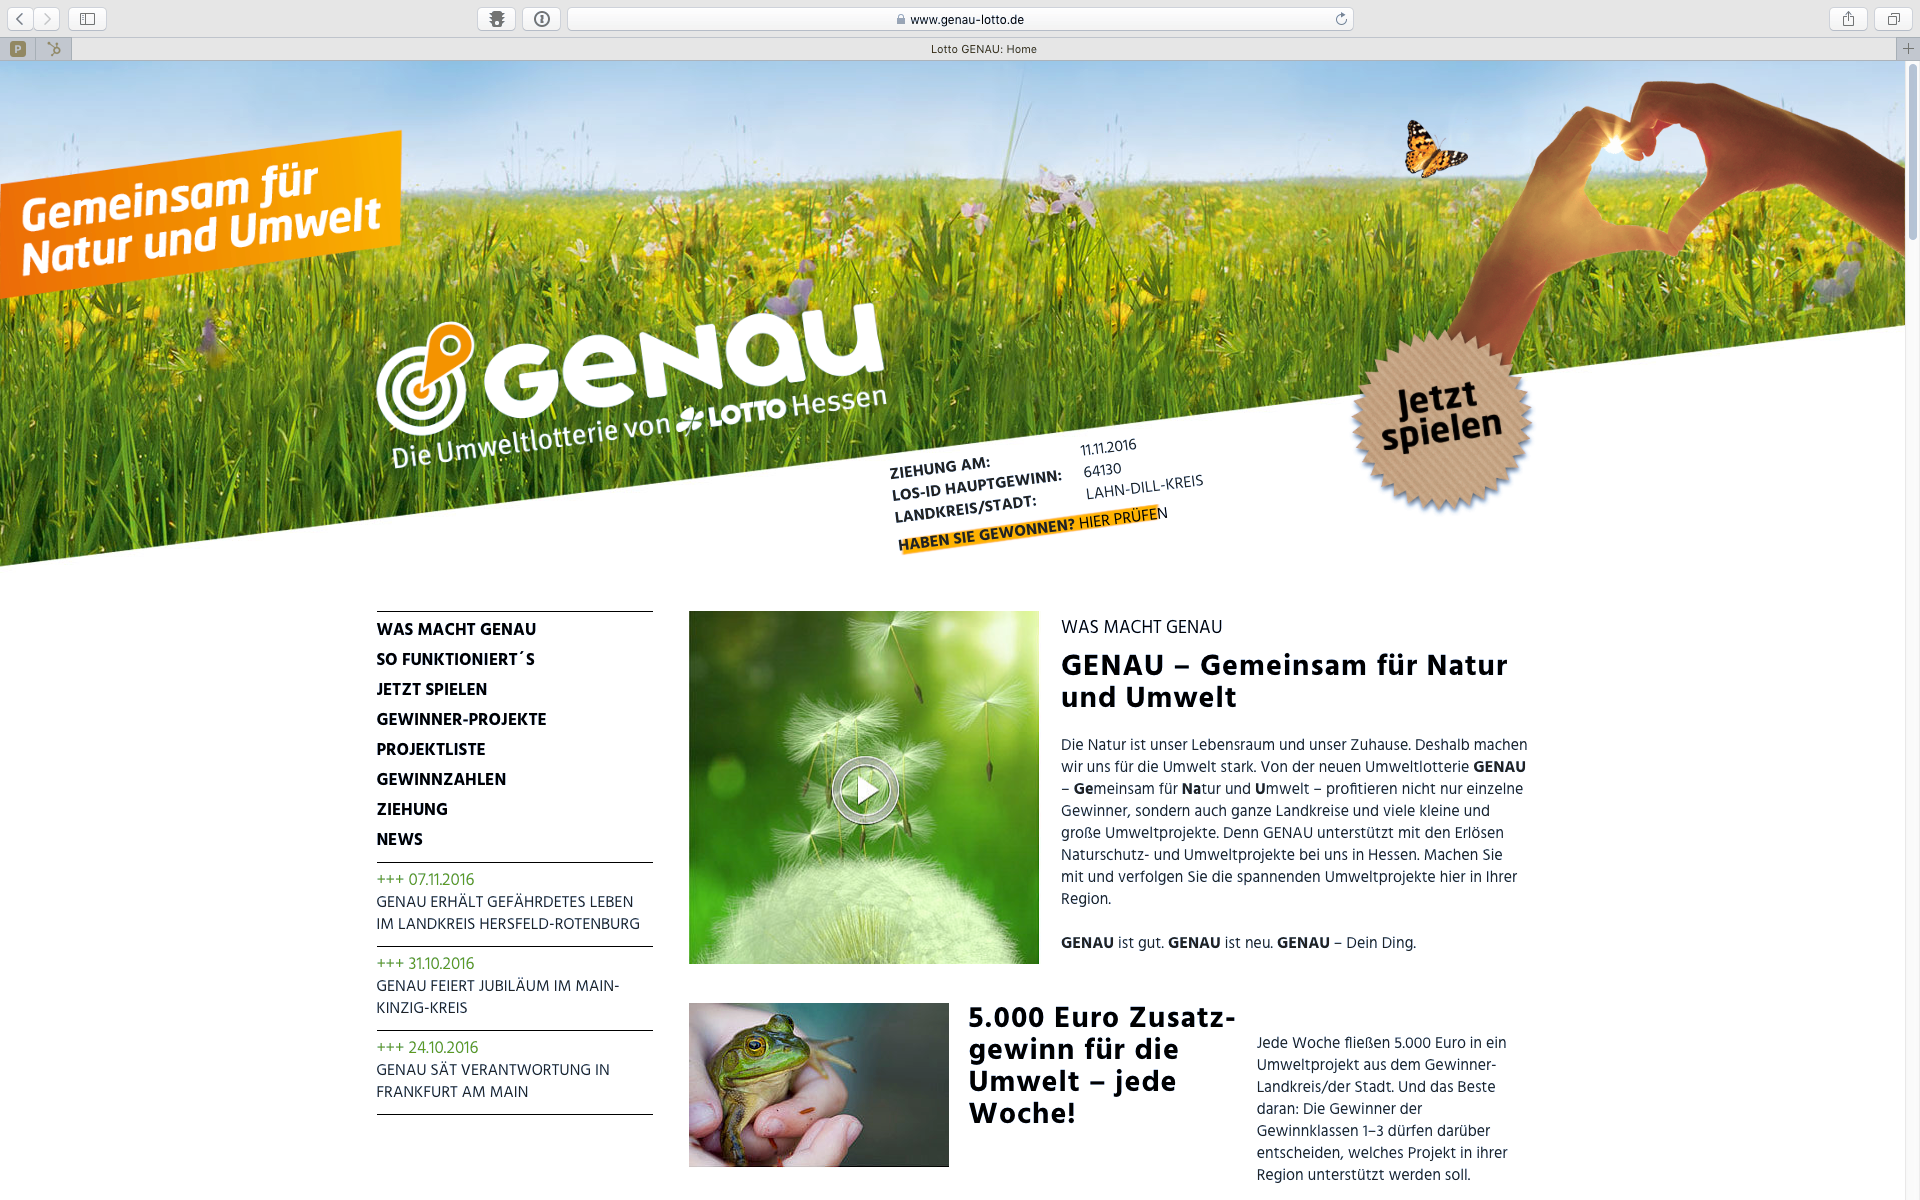 www.genau-lotto.de
P
Lotto GENAU: Home
Gemeinsam für
Natur und Umwelt
GENAU
Die Umweltlotterie von LOTTO Hessen
Jetzt
spielen
ZIEHUNG AM: 11.11.2016
LOS-ID HAUPTGEWINN: 64130
LANDKREIS/STADT: LAHN-DILL-KREIS
HABEN SIE GEWONNEN? HIER PRÜFEN
WAS MACHT GENAU
SO FUNKTIONIERT´S
JETZT SPIELEN
GEWINNER-PROJEKTE
PROJEKTLISTE
GEWINNZAHLEN
ZIEHUNG
NEWS
+++ 07.11.2016
GENAU ERHÄLT GEFÄHRDETES LEBEN
IM LANDKREIS HERSFELD-ROTENBURG
+++ 31.10.2016
GENAU FEIERT JUBILÄUM IM MAIN-
KINZIG-KREIS
+++ 24.10.2016
GENAU SÄT VERANTWORTUNG IN
FRANKFURT AM MAIN
WAS MACHT GENAU
GENAU – Gemeinsam für Natur
und Umwelt
Die Natur ist unser Lebensraum und unser Zuhause. Deshalb machen
wir uns für die Umwelt stark. Von der neuen Umweltlotterie GENAU
– Gemeinsam für Natur und Umwelt – profitieren nicht nur einzelne
Gewinner, sondern auch ganze Landkreise und viele kleine und
große Umweltprojekte. Denn GENAU unterstützt mit den Erlösen
Naturschutz- und Umweltprojekte bei uns in Hessen. Machen Sie
mit und verfolgen Sie die spannenden Umweltprojekte hier in Ihrer
Region.
GENAU ist gut. GENAU ist neu. GENAU – Dein Ding.
5.000 Euro Zusatz-
gewinn für die
Umwelt – jede
Woche!
Jede Woche fließen 5.000 Euro in ein
Umweltprojekt aus dem Gewinner-
Landkreis/der Stadt. Und das Beste
daran: Die Gewinner der
Gewinnklassen 1–3 dürfen darüber
entscheiden, welches Projekt in ihrer
Region unterstützt werden soll.